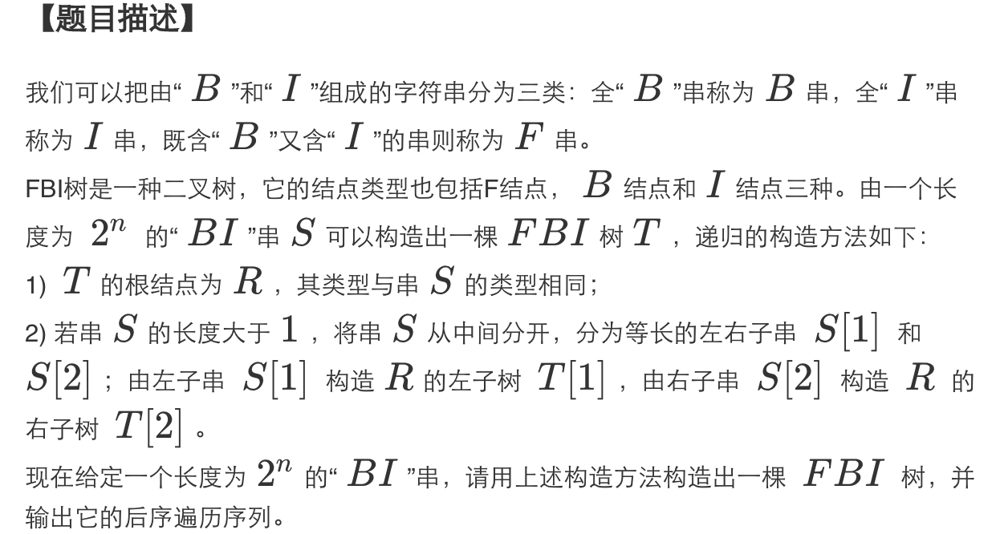 【题目描述】
我们可以把由“ B ”和“ I ”组成的字符串分为三类：全“ B ”串称为 B 串，全“ I ”串
称为 I 串，既含“ B ”又含“ I ”的串则称为 F 串。
FBI树是一种二叉树，它的结点类型也包括F结点， B 结点和 I 结点三种。由一个长
度为 2ⁿ 的“ BI ”串 S 可以构造出一棵 FBI 树 T ，递归的构造方法如下：
1) T 的根结点为 R ，其类型与串 S 的类型相同；
2) 若串 S 的长度大于 1 ，将串 S 从中间分开，分为等长的左右子串 S[1] 和
S[2] ；由左子串 S[1] 构造 R 的左子树 T[1] ，由右子串 S[2] 构造 R 的
右子树 T[2] 。
现在给定一个长度为 2ⁿ 的“ BI ”串，请用上述构造方法构造出一棵 FBI 树，并
输出它的后序遍历序列。